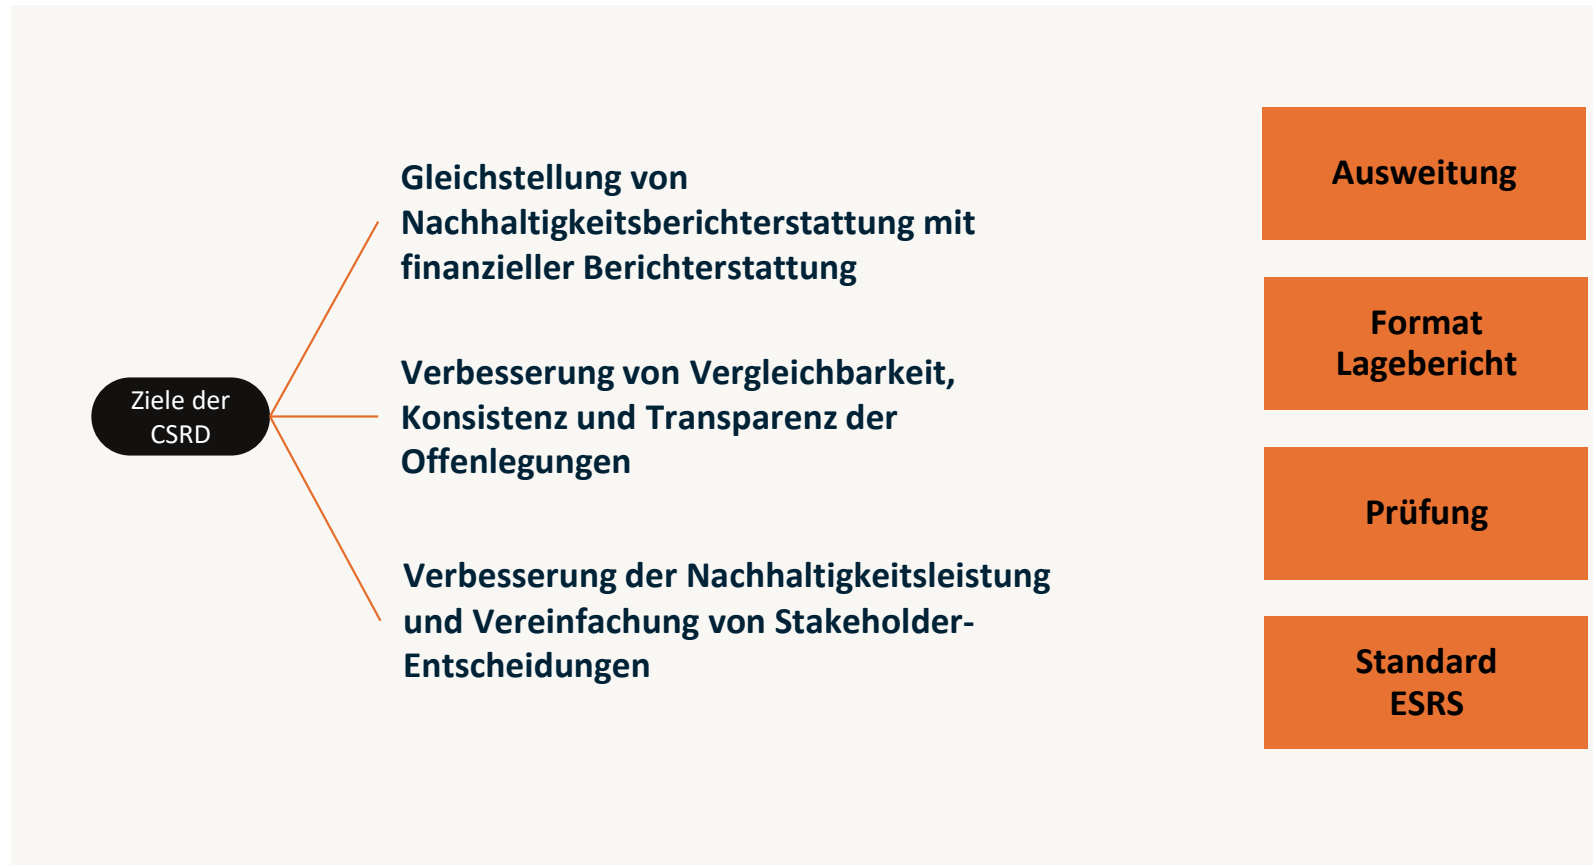 Ziele der
CSRD
Gleichstellung von
Nachhaltigkeitsberichterstattung mit
finanzieller Berichterstattung
Verbesserung von Vergleichbarkeit,
Konsistenz und Transparenz der
Offenlegungen
Verbesserung der Nachhaltigkeitsleistung
und Vereinfachung von Stakeholder-
Entscheidungen
Ausweitung
Format
Lagebericht
Prüfung
Standard
ESRS